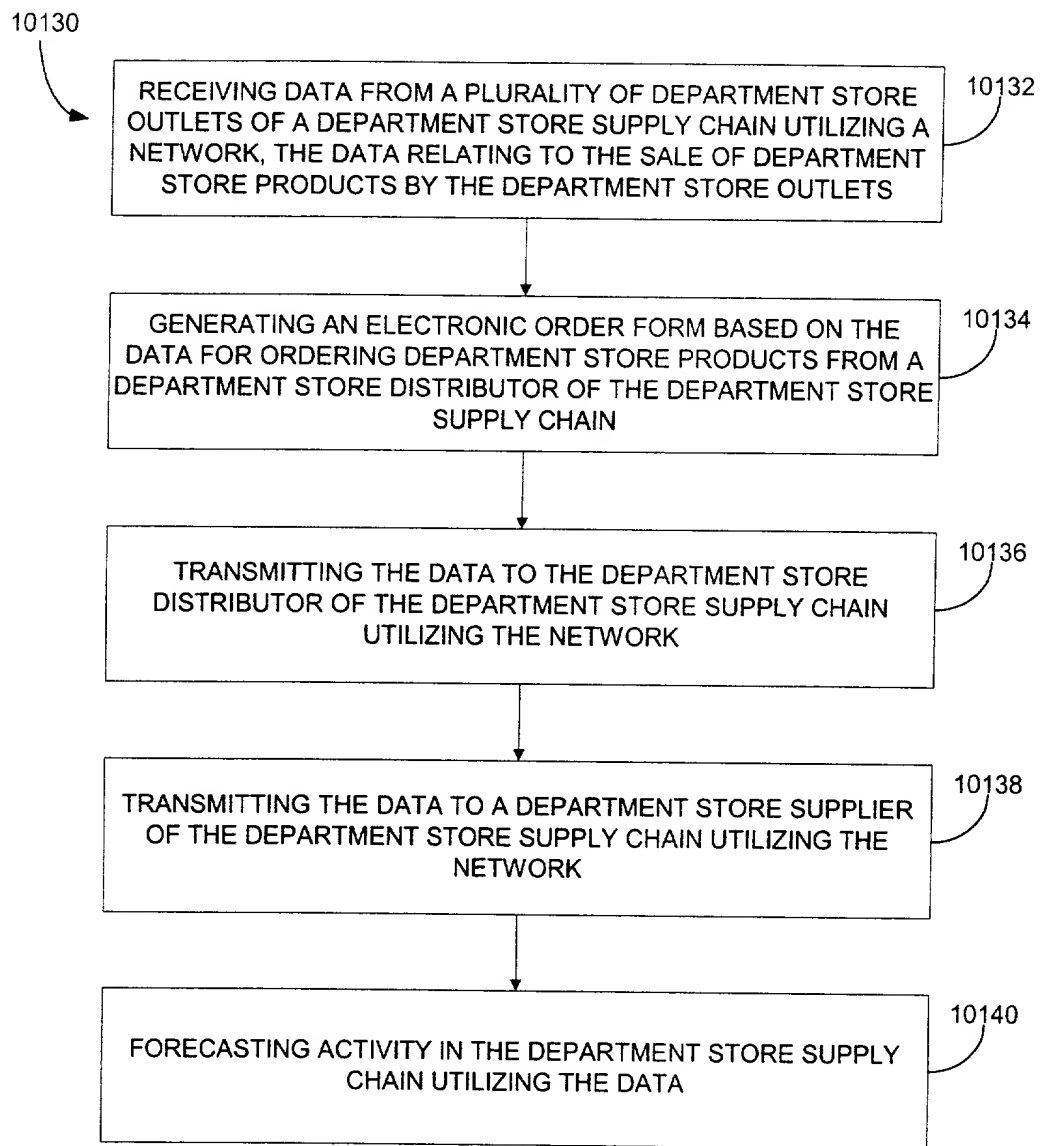 10130
10132
RECEIVING DATA FROM A PLURALITY OF DEPARTMENT STORE
OUTLETS OF A DEPARTMENT STORE SUPPLY CHAIN UTILIZING A
NETWORK, THE DATA RELATING TO THE SALE OF DEPARTMENT
STORE PRODUCTS BY THE DEPARTMENT STORE OUTLETS
10134
GENERATING AN ELECTRONIC ORDER FORM BASED ON THE
DATA FOR ORDERING DEPARTMENT STORE PRODUCTS FROM A
DEPARTMENT STORE DISTRIBUTOR OF THE DEPARTMENT STORE
SUPPLY CHAIN
10136
TRANSMITTING THE DATA TO THE DEPARTMENT STORE
DISTRIBUTOR OF THE DEPARTMENT STORE SUPPLY CHAIN
UTILIZING THE NETWORK
10138
TRANSMITTING THE DATA TO A DEPARTMENT STORE SUPPLIER
OF THE DEPARTMENT STORE SUPPLY CHAIN UTILIZING THE
NETWORK
10140
FORECASTING ACTIVITY IN THE DEPARTMENT STORE SUPPLY
CHAIN UTILIZING THE DATA